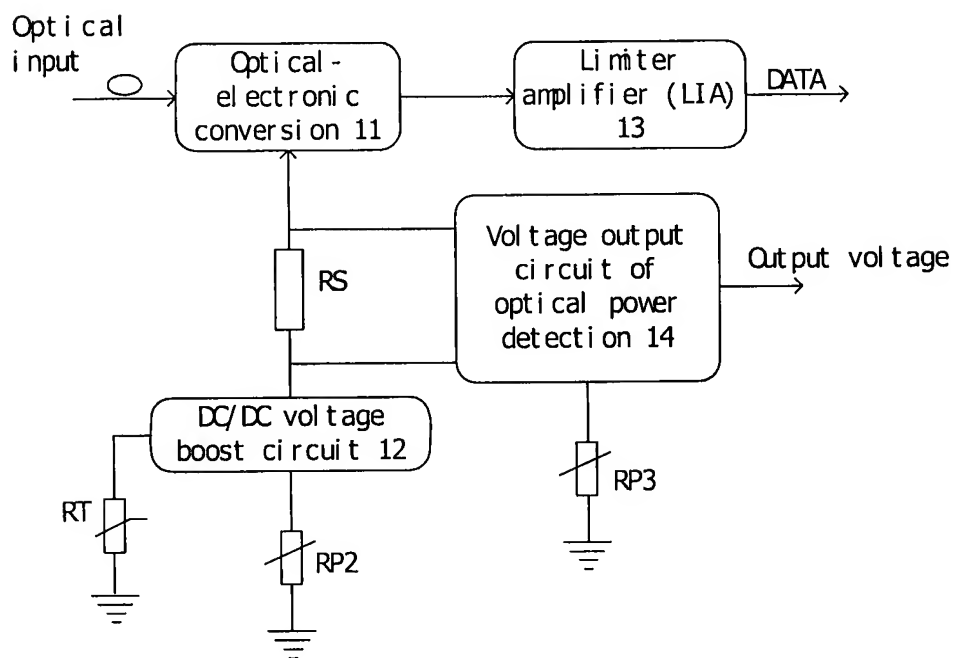 Optical
input
Optical-
electronic
conversion 11
Limiter
amplifier (LIA)
13
DATA
RS
Voltage output
circuit of
optical power
detection 14
Output voltage
DC/DC voltage
boost circuit 12
RT
RP2
RP3